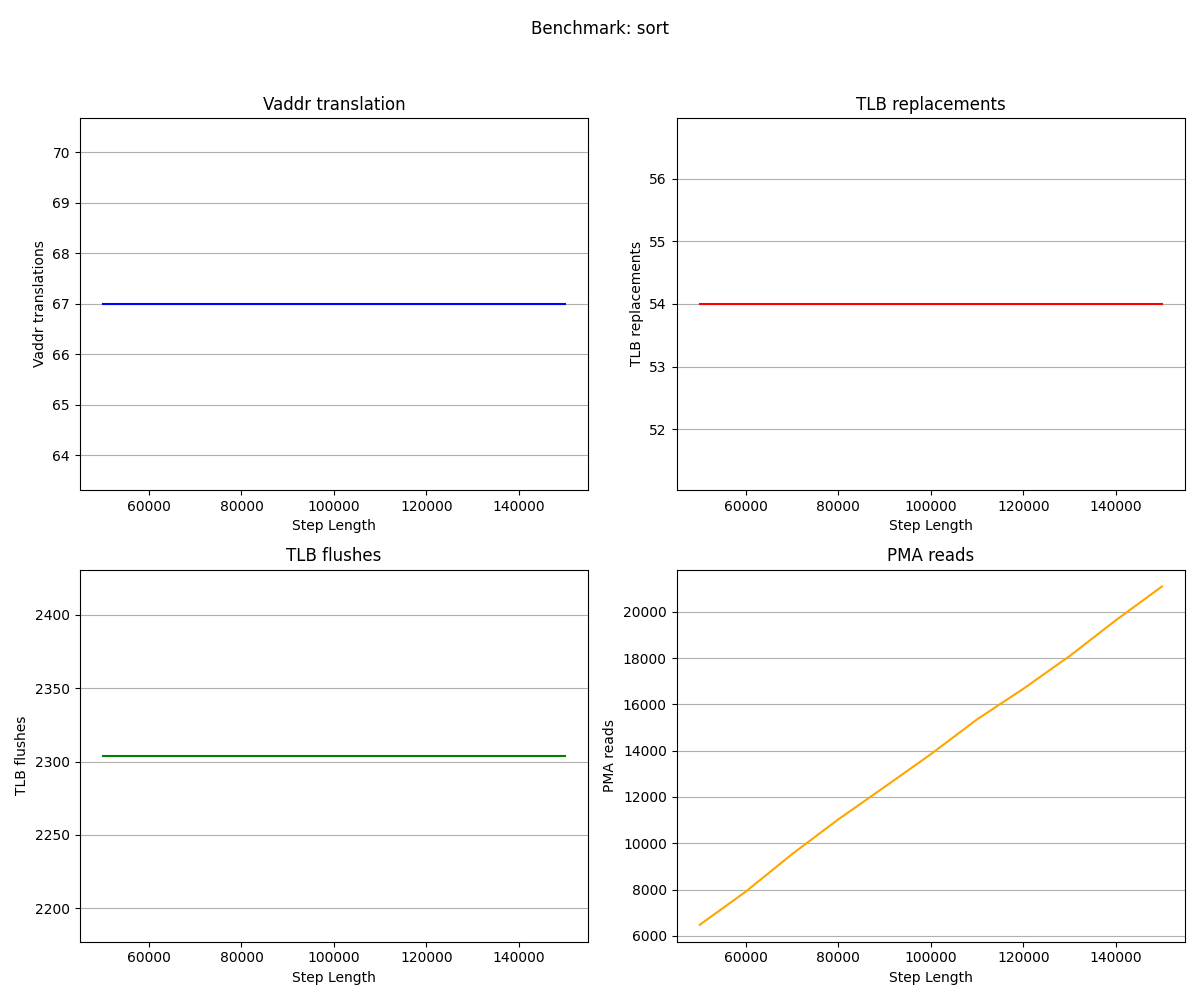 Benchmark: sort
Vaddr translation
Vaddr translations
70
69
68
67
66
65
64
60000 80000 100000 120000 140000
Step Length
TLB replacements
TLB replacements
56
55
54
53
52
60000 80000 100000 120000 140000
Step Length
TLB flushes
TLB flushes
2400
2350
2300
2250
2200
60000 80000 100000 120000 140000
Step Length
PMA reads
PMA reads
20000
18000
16000
14000
12000
10000
8000
6000
60000 80000 100000 120000 140000
Step Length